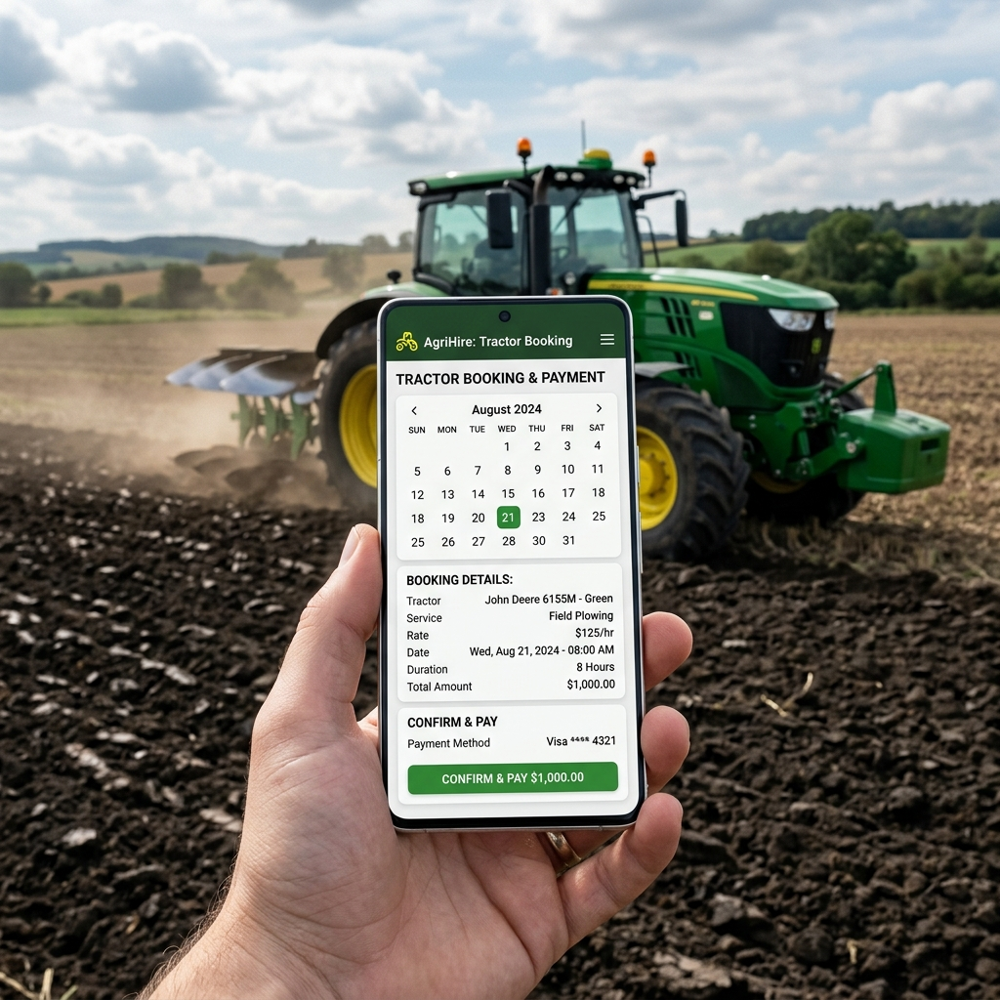 AgriHire: Tractor Booking
TRACTOR BOOKING & PAYMENT
August 2024
SUN MON TUE WED THU FRI SAT
1 2 3 4
5 6 7 8 9 10 11
12 13 14 15 16 17 18
18 19 20 21 23 24 25
25 26 27 28 30 31
BOOKING DETAILS:
Tractor John Deere 6155M - Green
Service Field Plowing
Rate $125/hr
Date Wed, Aug 21, 2024 - 08:00 AM
Duration 8 Hours
Total Amount $1,000.00
CONFIRM & PAY
Payment Method Visa 4321
CONFIRM & PAY $1,000.00